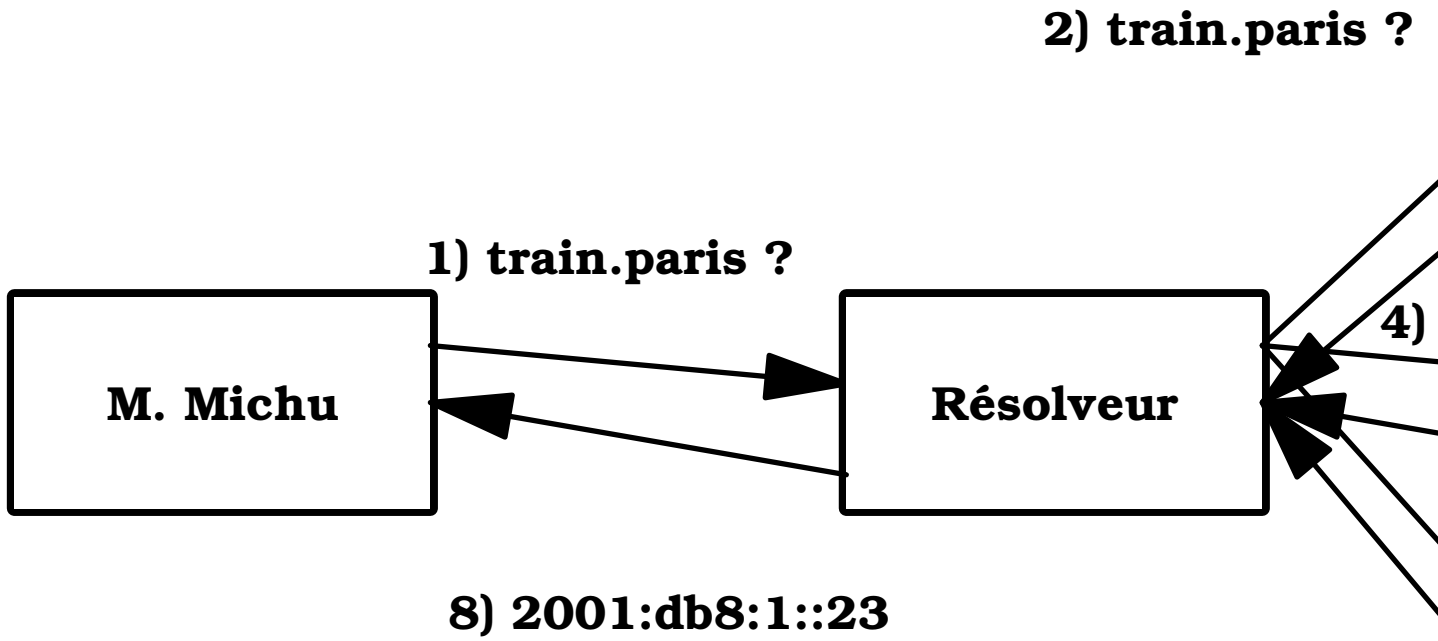 2) train.paris ?
1) train.paris ?
4)
M. Michu
Résolveur
8) 2001:db8:1::23